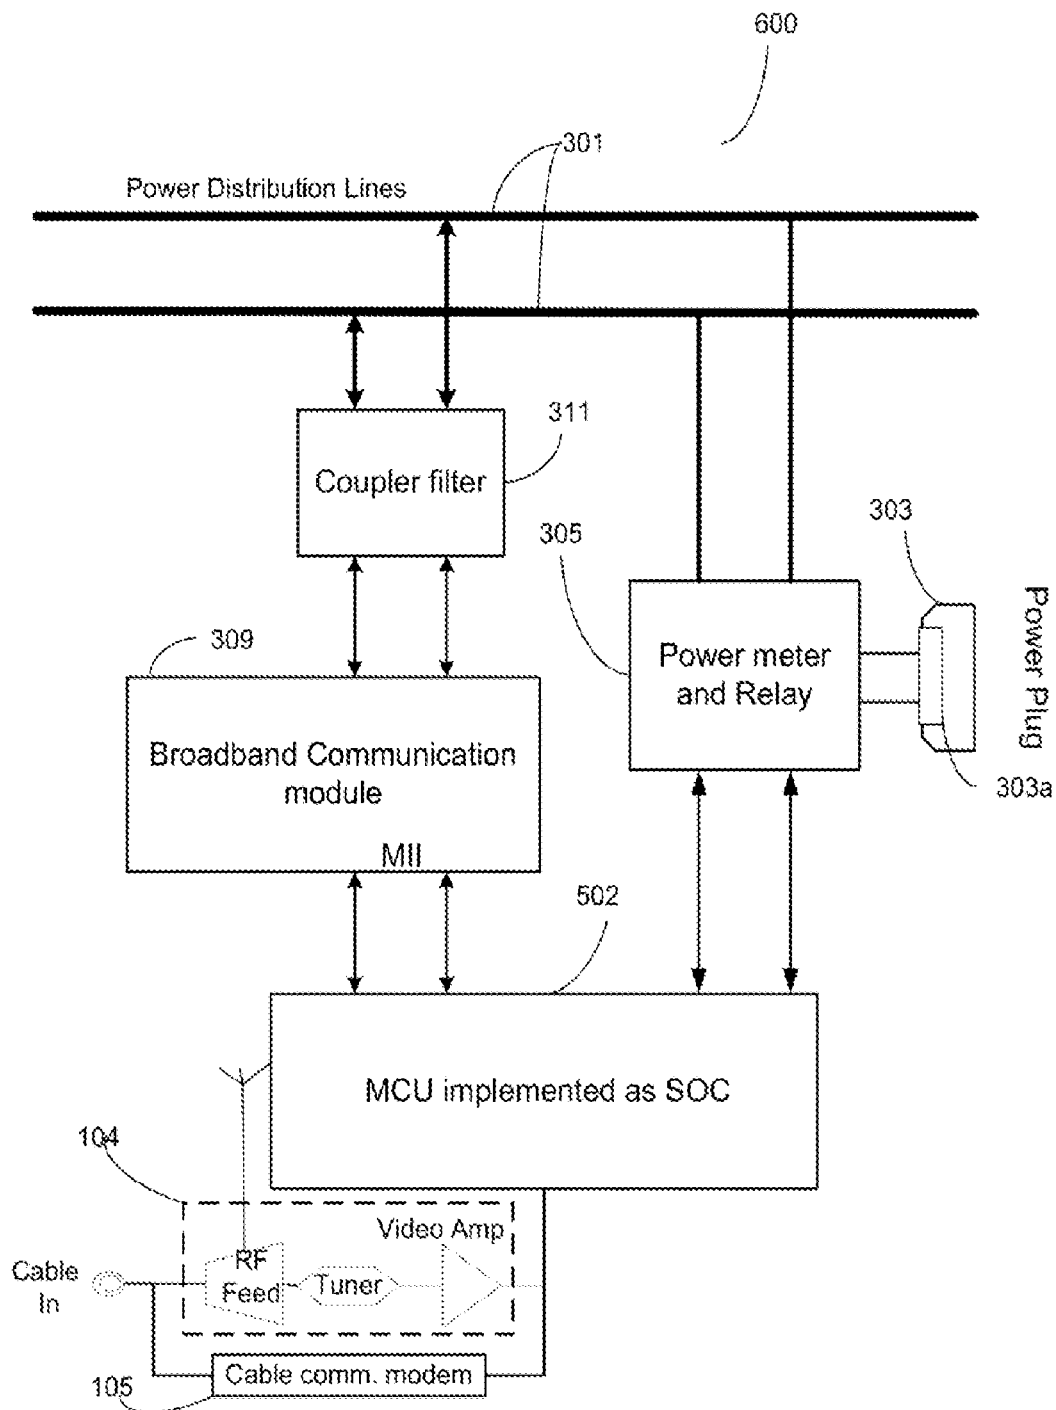 600
301
Power Distribution Lines
311
Coupler filter
305
303
Power Plug
309
Power meter
and Relay
303a
Broadband Communication
module
MII
502
MCU implemented as SOC
104
Video Amp
RF
Feed
Tuner
Cable
In
Cable comm. modem
105